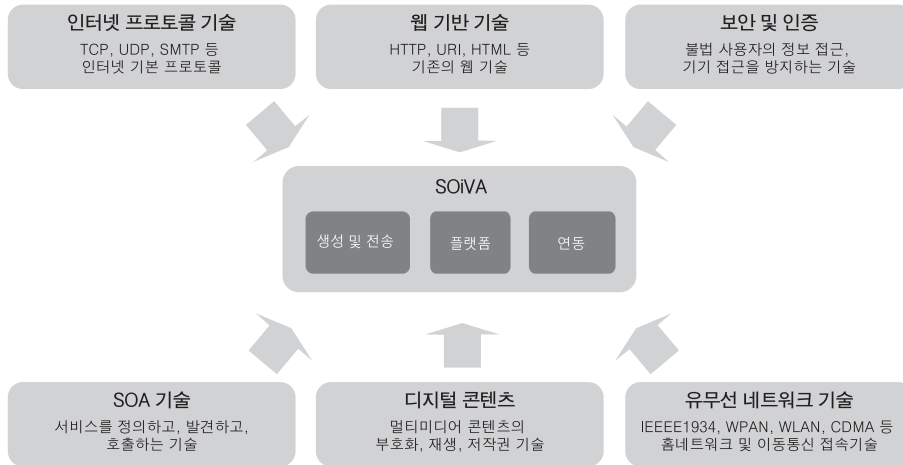 인터넷 프로토콜 기술
TCP, UDP, SMTP 등
인터넷 기본 프로토콜
웹 기반 기술
HTTP, URI, HTML 등
기존의 웹 기술
보안 및 인증
불법 사용자의 정보 접근,
기기 접근을 방지하는 기술
SOiVA
생성 및 전송
플랫폼
연동
SOA 기술
서비스를 정의하고, 발견하고,
호출하는 기술
디지털 콘텐츠
멀티미디어 콘텐츠의
부호화, 재생, 저작권 기술
유무선 네트워크 기술
IEEEE1934, WPAN, WLAN, CDMA 등
홈네트워크 및 이동통신 접속기술